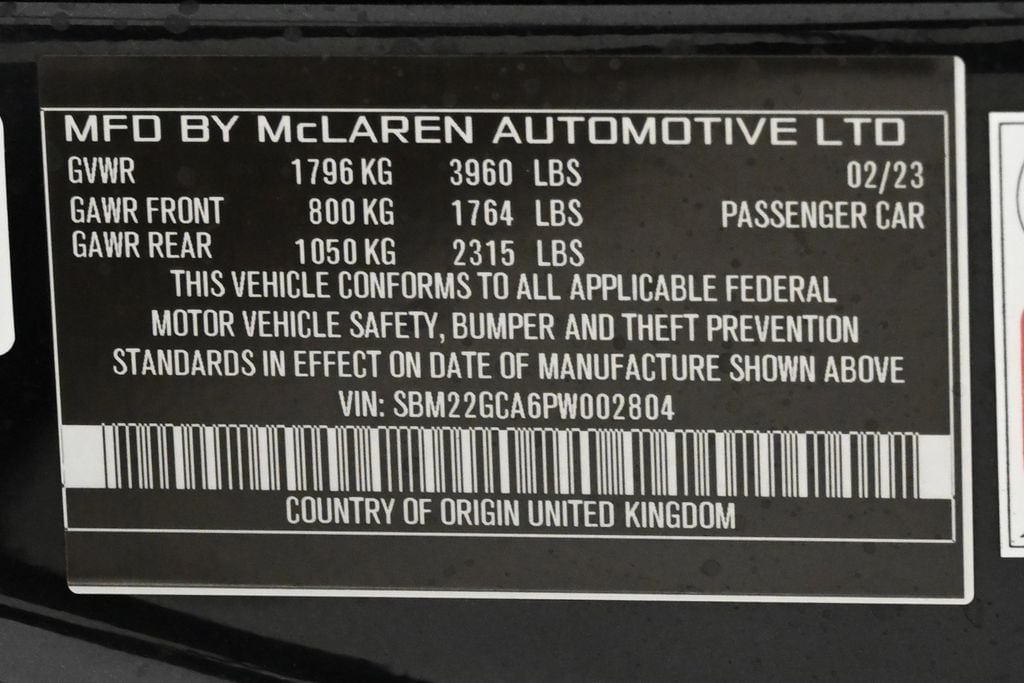 MFD BY McLAREN AUTOMOTIVE LTD
GVWR 1796 KG 3960 LBS 02/23
GAWR FRONT 800 KG 1764 LBS PASSENGER CAR
GAWR REAR 1050 KG 2315 LBS
THIS VEHICLE CONFORMS TO ALL APPLICABLE FEDERAL
MOTOR VEHICLE SAFETY, BUMPER AND THEFT PREVENTION
STANDARDS IN EFFECT ON DATE OF MANUFACTURE SHOWN ABOVE
VIN: SBM22GCA6PW002804
COUNTRY OF ORIGIN UNITED KINGDOM